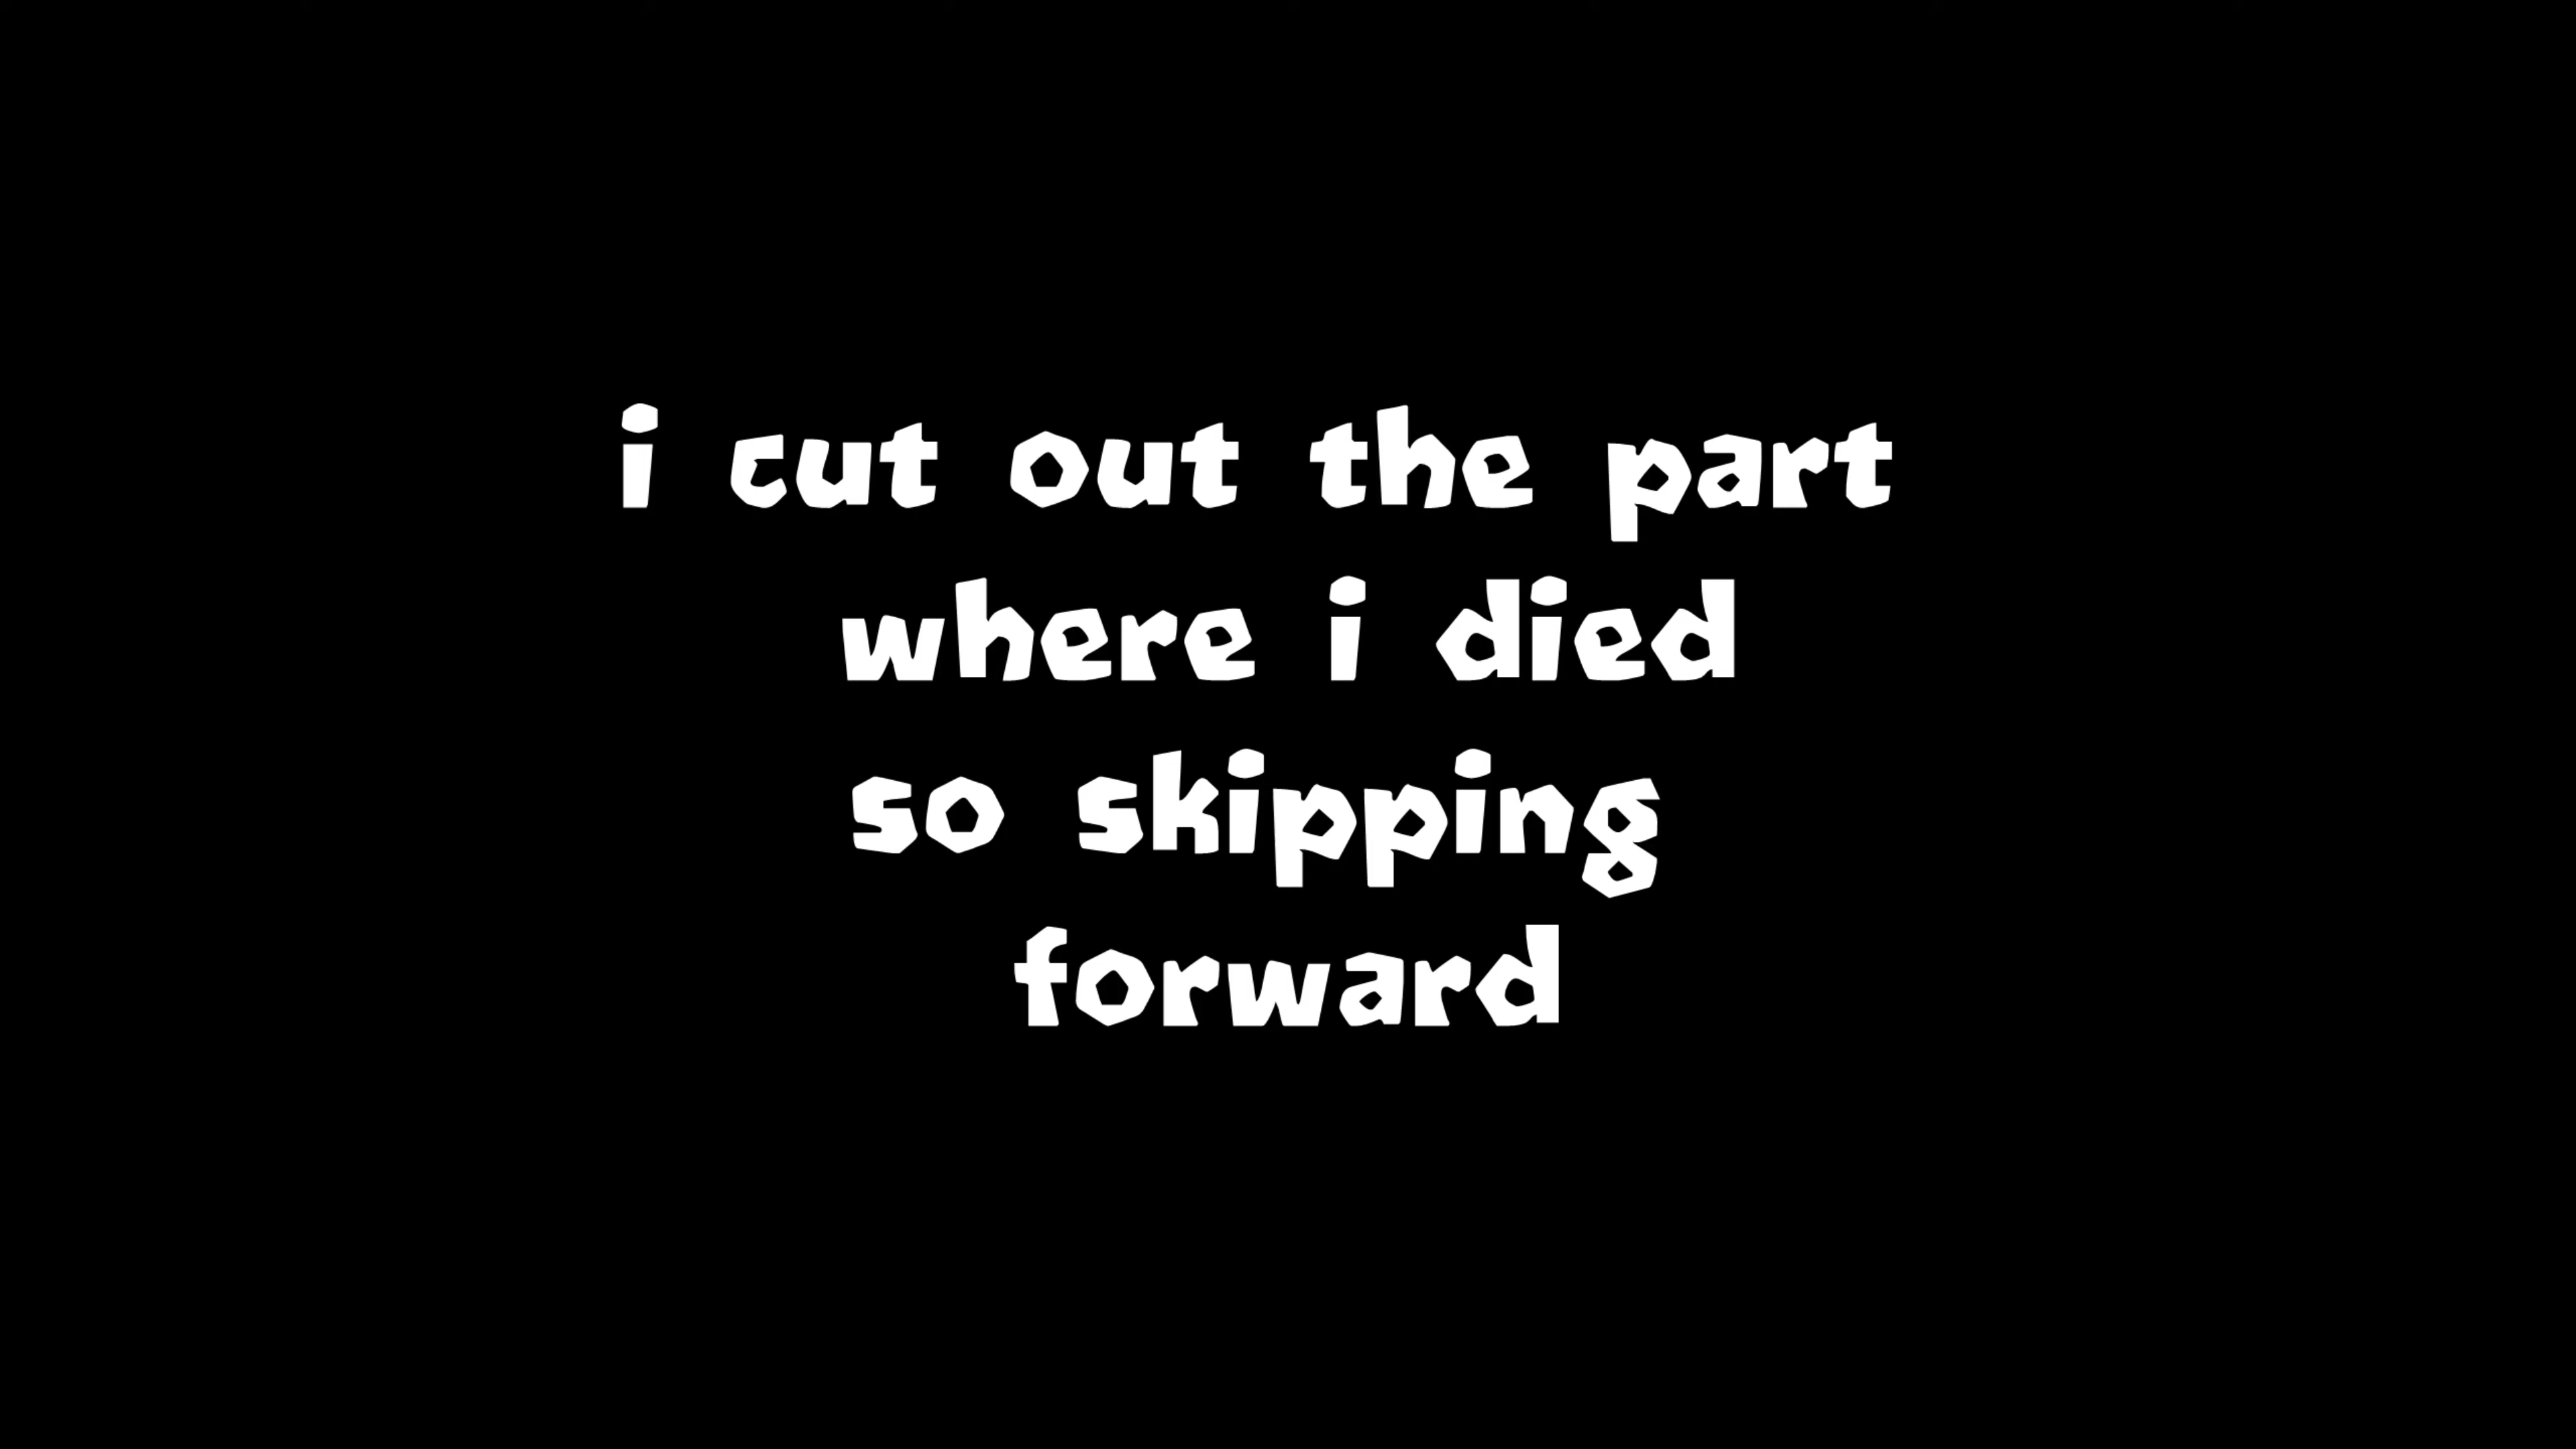 i cut out the part
where i died
so skipping
forward